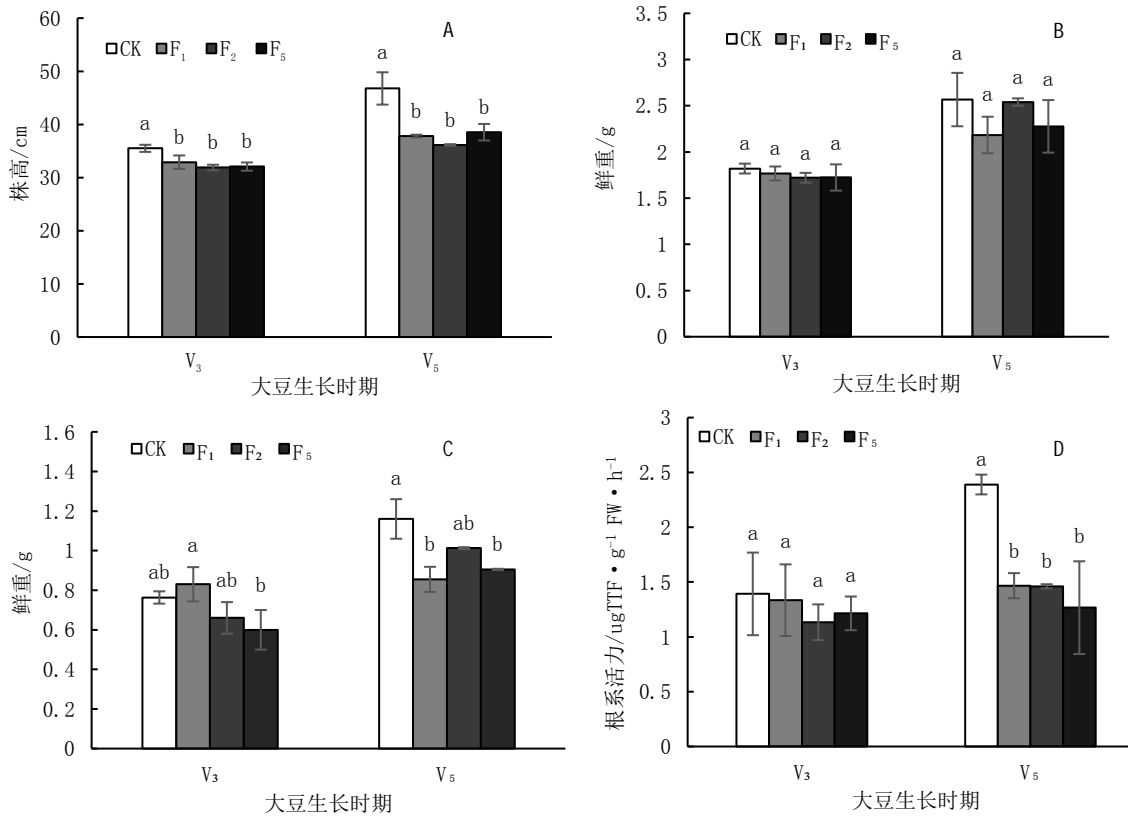 60
50
40
30
20
10
0
株高/cm
CK F₁ F₂ F₅
A
a b b b
a b b b
V₃ V₅
大豆生长时期
3.5
3
2.5
2
1.5
1
0.5
0
鲜重/g
CK F₁ F₂ F₅
B
a a a a
a a a a
V₃ V₅
大豆生长时期
1.6
1.4
1.2
1
0.8
0.6
0.4
0.2
0
鲜重/g
CK F₁ F₂ F₅
C
ab a ab b
a b ab b
V₃ V₅
大豆生长时期
3
2.5
2
1.5
1
0.5
0
根系活力/ugTTF·g⁻¹ FW·h⁻¹
CK F₁ F₂ F₅
D
a a a a
a b b b
V₃ V₅
大豆生长时期